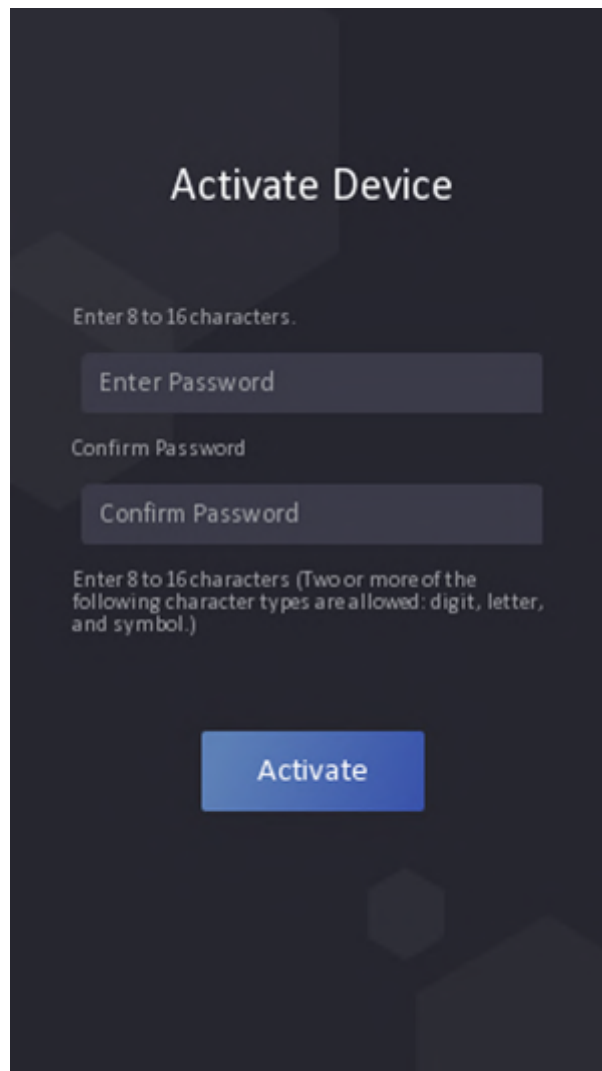 Activate Device
Enter 8 to 16 characters.
Enter Password
Confirm Password
Confirm Password
Enter 8 to 16 characters (Two or more of the
following character types are allowed: digit, letter,
and symbol.)
Activate